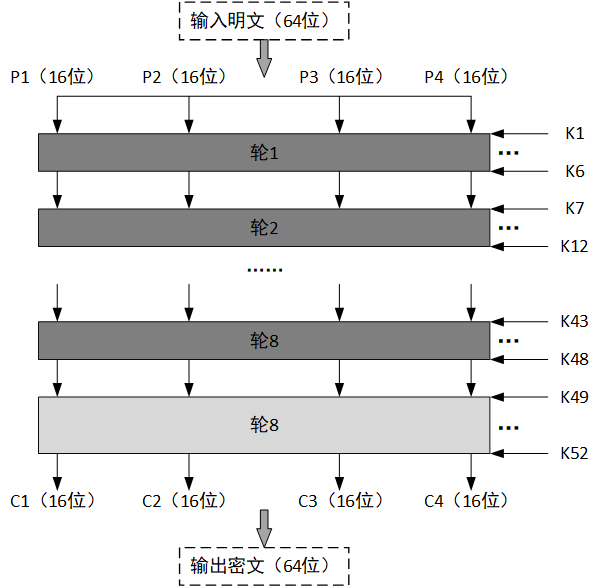 输入明文（64位）
P1（16位） P2（16位） P3（16位） P4（16位）
K1
轮1 ...
K6
K7
轮2 ...
K12
......
K43
轮8 ...
K48
K49
轮8 ...
K52
C1（16位） C2（16位） C3（16位） C4（16位）
输出密文（64位）